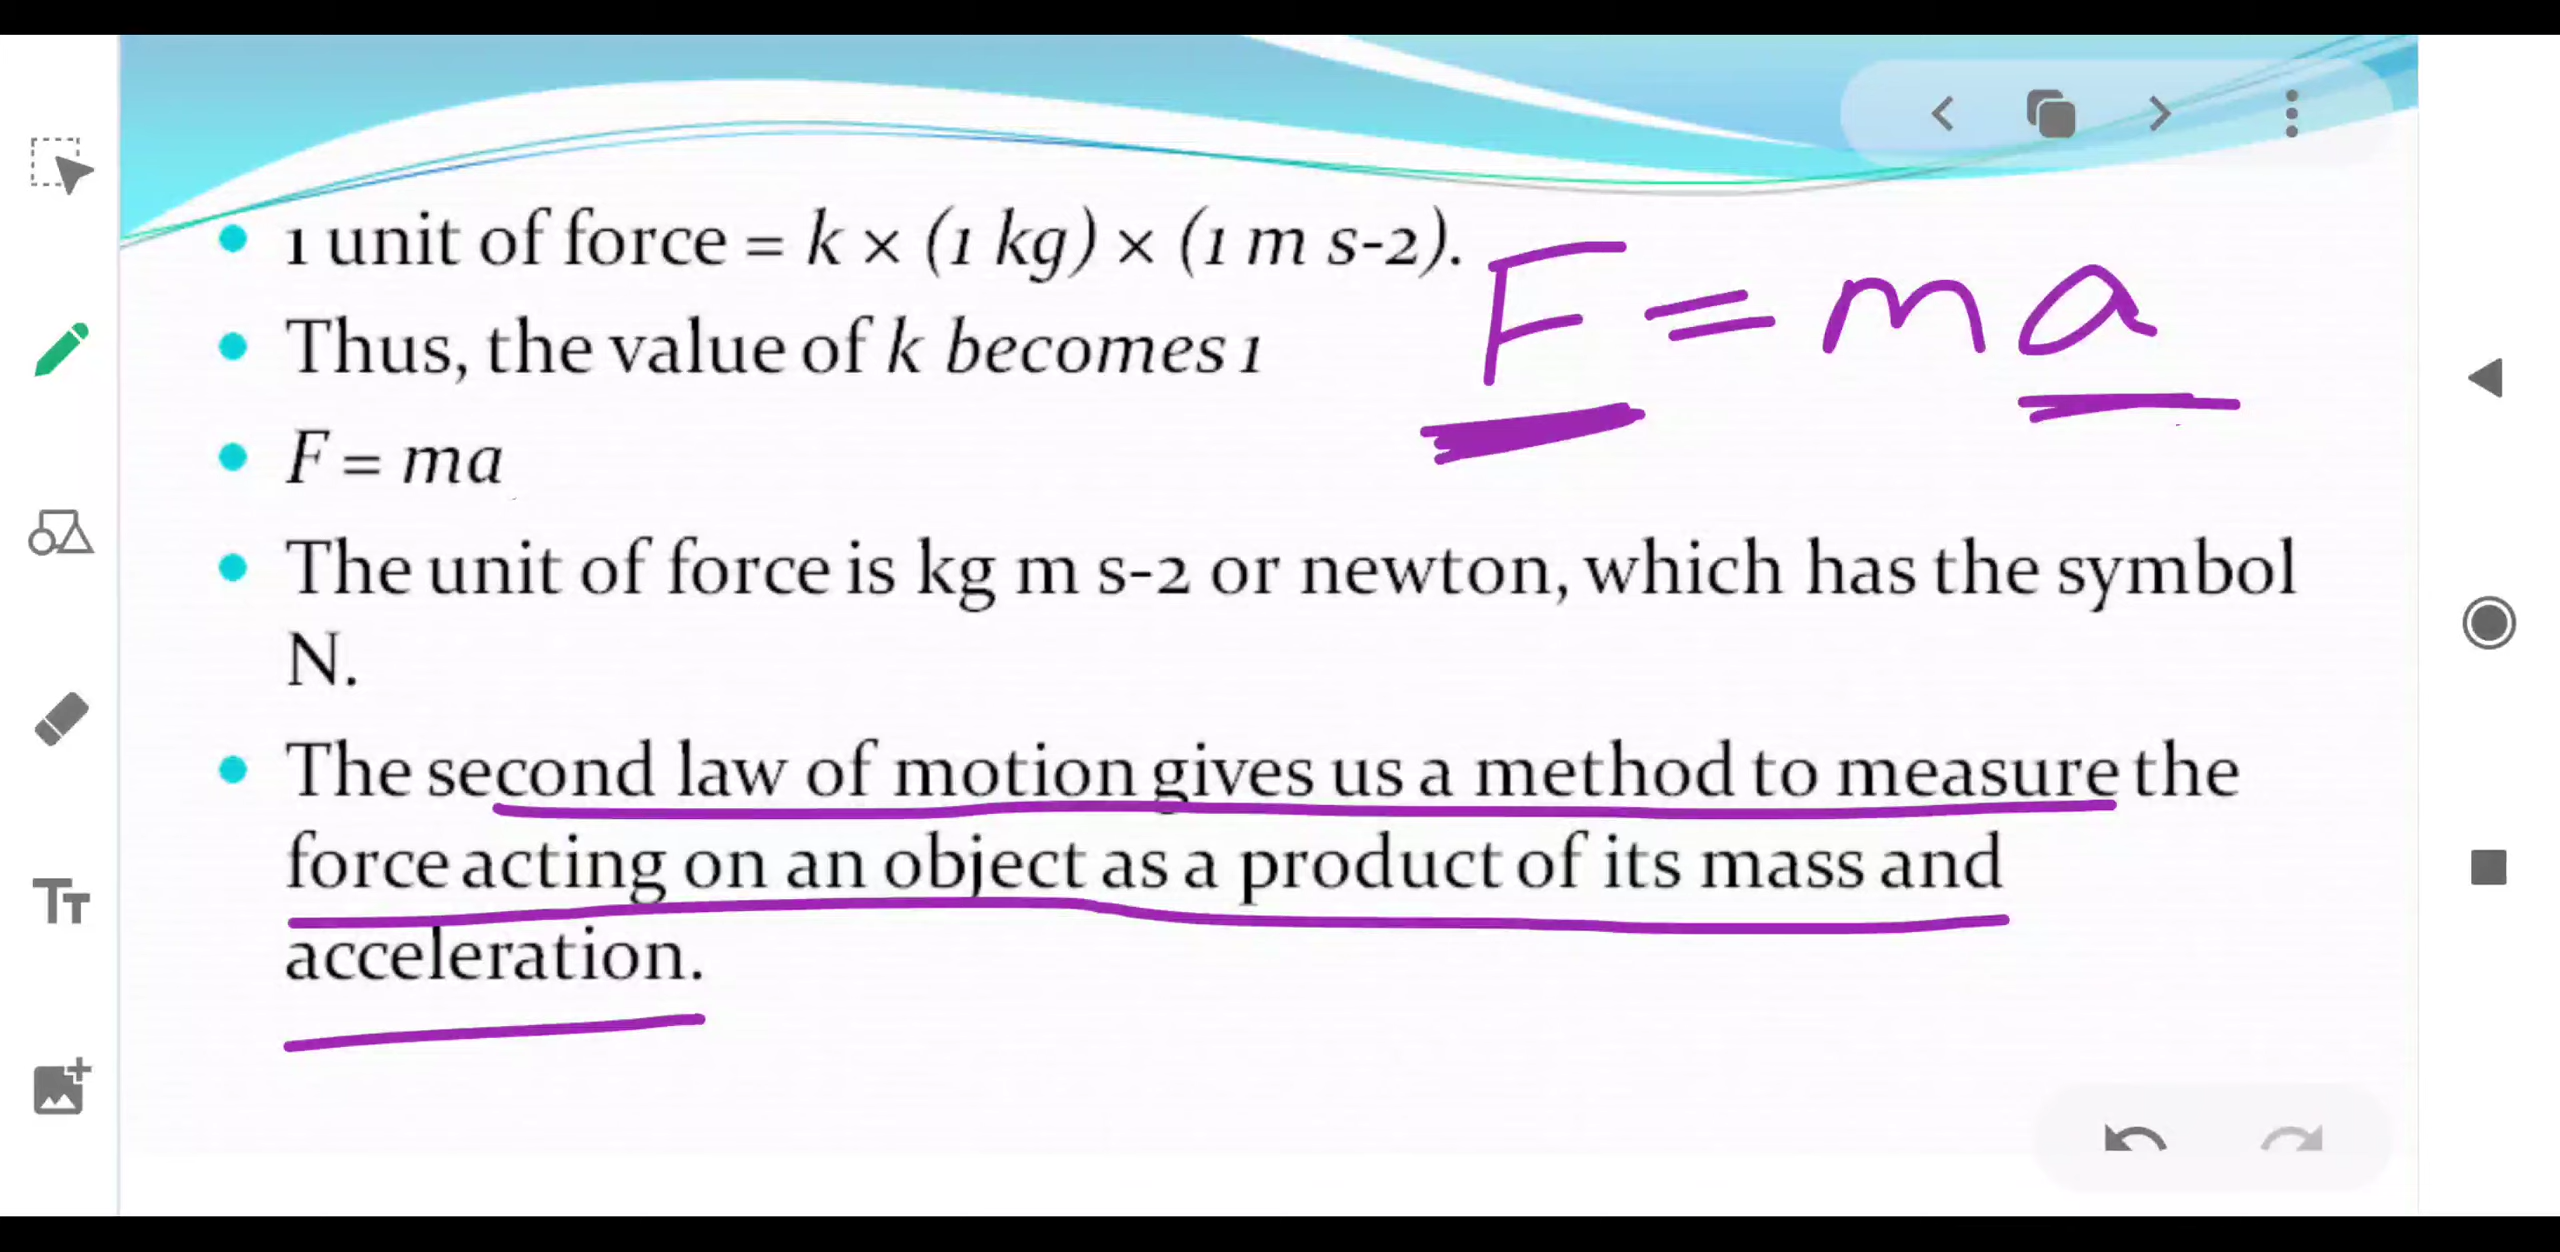 1 unit of force = k × (1 kg) × (1 m s-2).
F = ma
Thus, the value of k becomes 1
F = ma
The unit of force is kg m s-2 or newton, which has the symbol
N.
The second law of motion gives us a method to measure the
force acting on an object as a product of its mass and
acceleration.
Tт